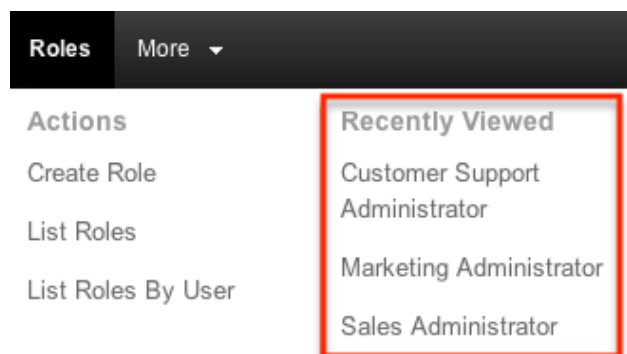 Roles More
Actions
Create Role
List Roles
List Roles By User
Recently Viewed
Customer Support
Administrator
Marketing Administrator
Sales Administrator